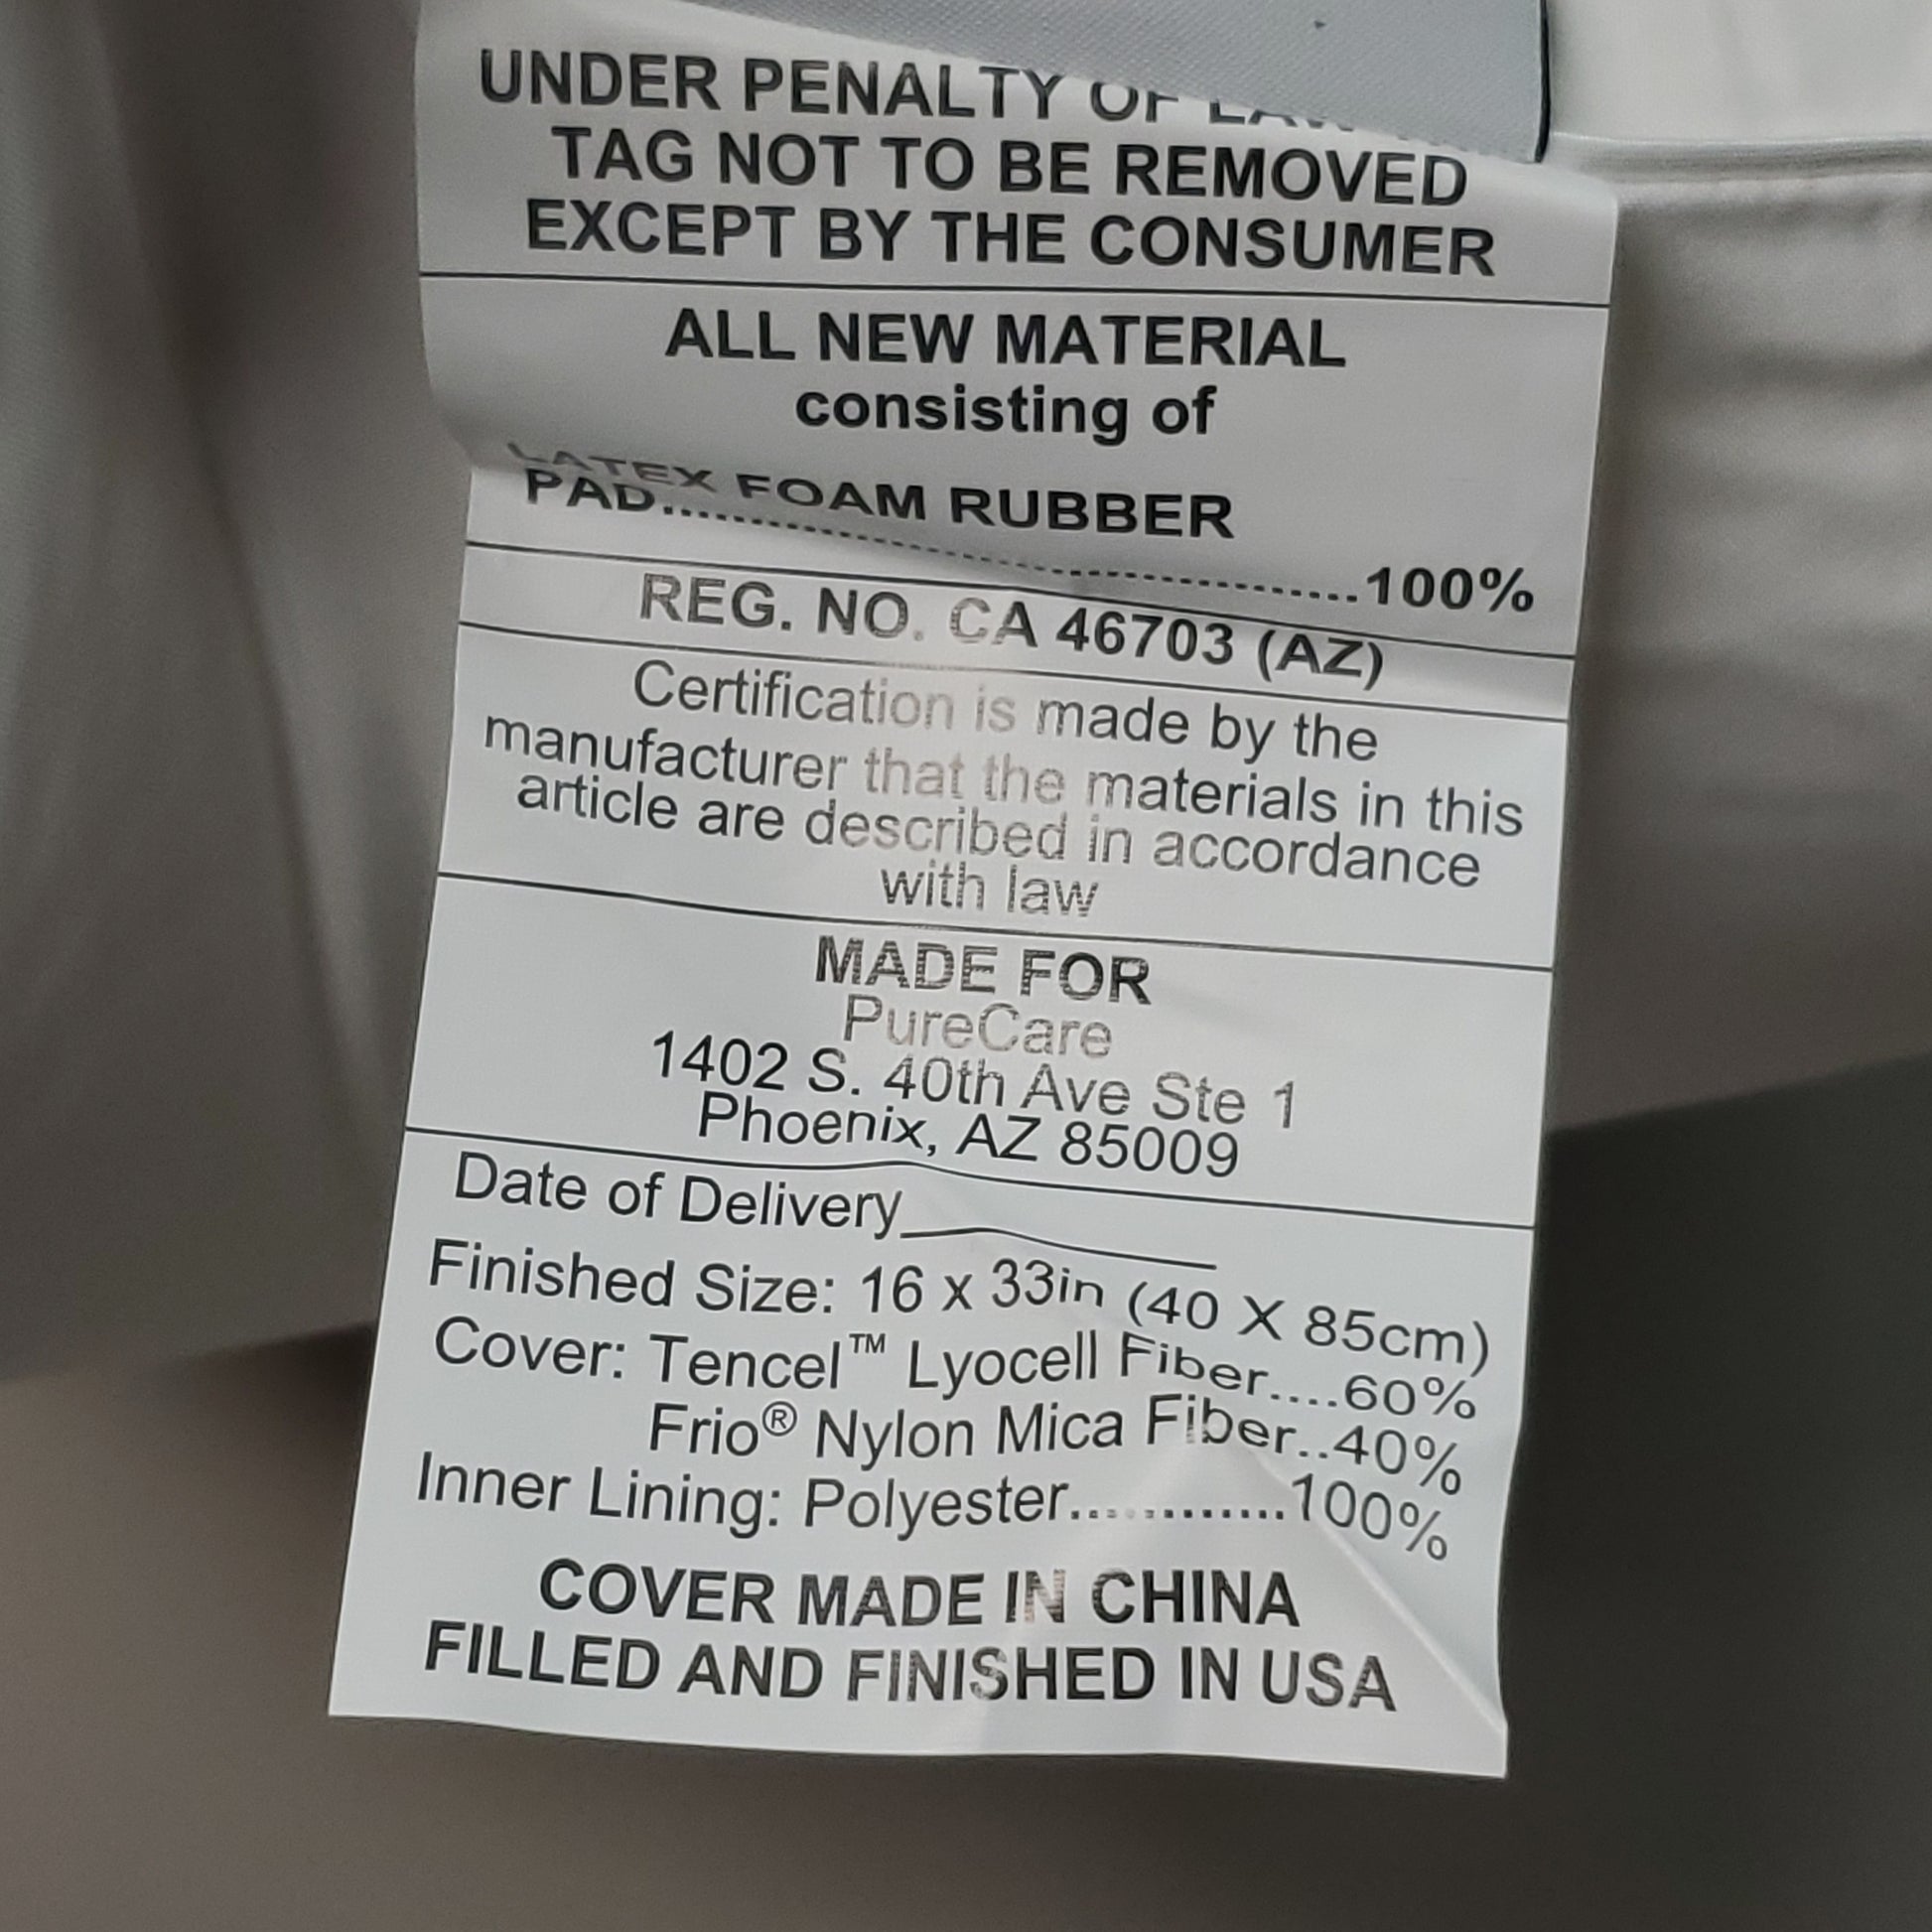 UNDER PENALTY OF LAW
TAG NOT TO BE REMOVED
EXCEPT BY THE CONSUMER
ALL NEW MATERIAL
consisting of
LATEX FOAM RUBBER
PAD..............................100%
REG. NO. CA 46703 (AZ)
Certification is made by the
manufacturer that the materials in this
article are described in accordance
with law
MADE FOR
PureCare
1402 S. 40th Ave Ste 1
Phoenix, AZ 85009
Date of Delivery__________
Finished Size: 16 x 33in (40 X 85cm)
Cover: Tencel™ Lyocell Fiber....60%
Frio® Nylon Mica Fiber..40%
Inner Lining: Polyester............100%
COVER MADE IN CHINA
FILLED AND FINISHED IN USA